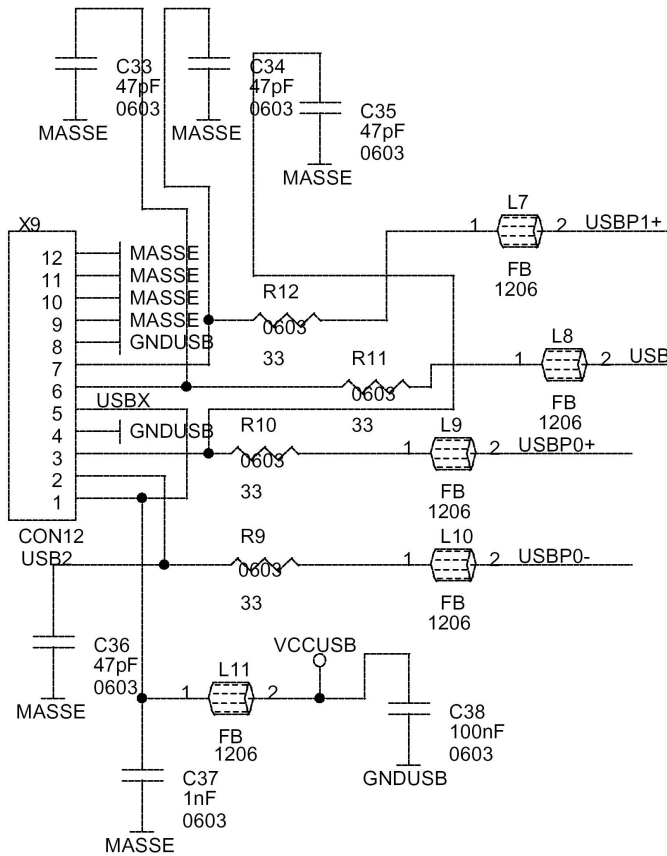 C33
47pF
0603
MASSE
C34
47pF
0603
MASSE
C35
47pF
0603
MASSE
X9
12
11
10
9
8
7
6
5
4
3
2
1
MASSE
MASSE
MASSE
MASSE
GNDUSB
USBX
GNDUSB
CON12
USB2
R12
0603
33
1
L7
2
USBP1+
FB
1206
R11
0603
33
1
L8
2
USB
FB
1206
R10
0603
33
1
L9
2
USBP0+
FB
1206
R9
0603
33
1
L10
2
USBP0-
FB
1206
C36
47pF
0603
MASSE
1
L11
2
FB
1206
VCCUSB
C38
100nF
0603
GNDUSB
C37
1nF
0603
MASSE